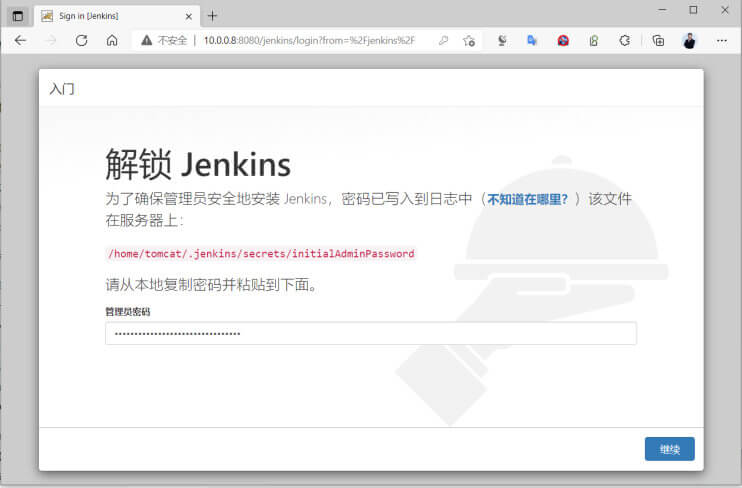 Sign in [Jenkins]
不安全 | 10.0.0.8:8080/jenkins/login?from=%2Fjenkins%2F
入门
解锁 Jenkins
为了确保管理员安全地安装 Jenkins，密码已写入到日志中（不知道在哪里？）该文件
在服务器上：
/home/tomcat/.jenkins/secrets/initialAdminPassword
请从本地复制密码并粘贴到下面。
管理员密码
••••••••••••••••••••••••••••••••
继续